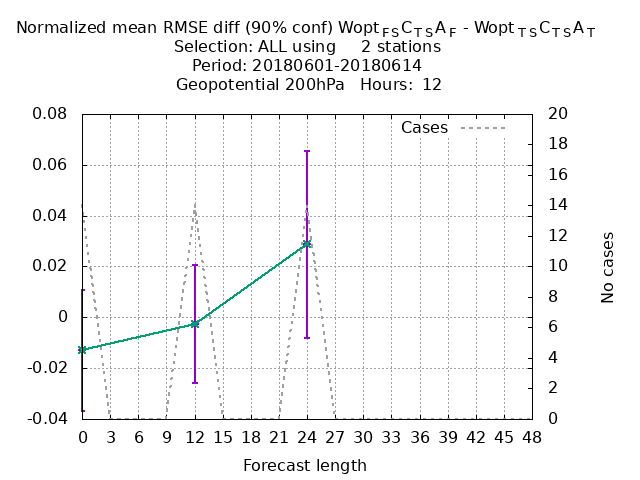 Normalized mean RMSE diff (90% conf) Wopt FS C TS A F - Wopt TS C TS A T
Selection: ALL using 2 stations
Period: 20180601-20180614
Geopotential 200hPa Hours: 12
Cases
0.08
0.06
0.04
0.02
0
-0.02
-0.04
20
18
16
14
12
10
8
6
4
2
0
No cases
0 3 6 9 12 15 18 21 24 27 30 33 36 39 42 45 48
Forecast length